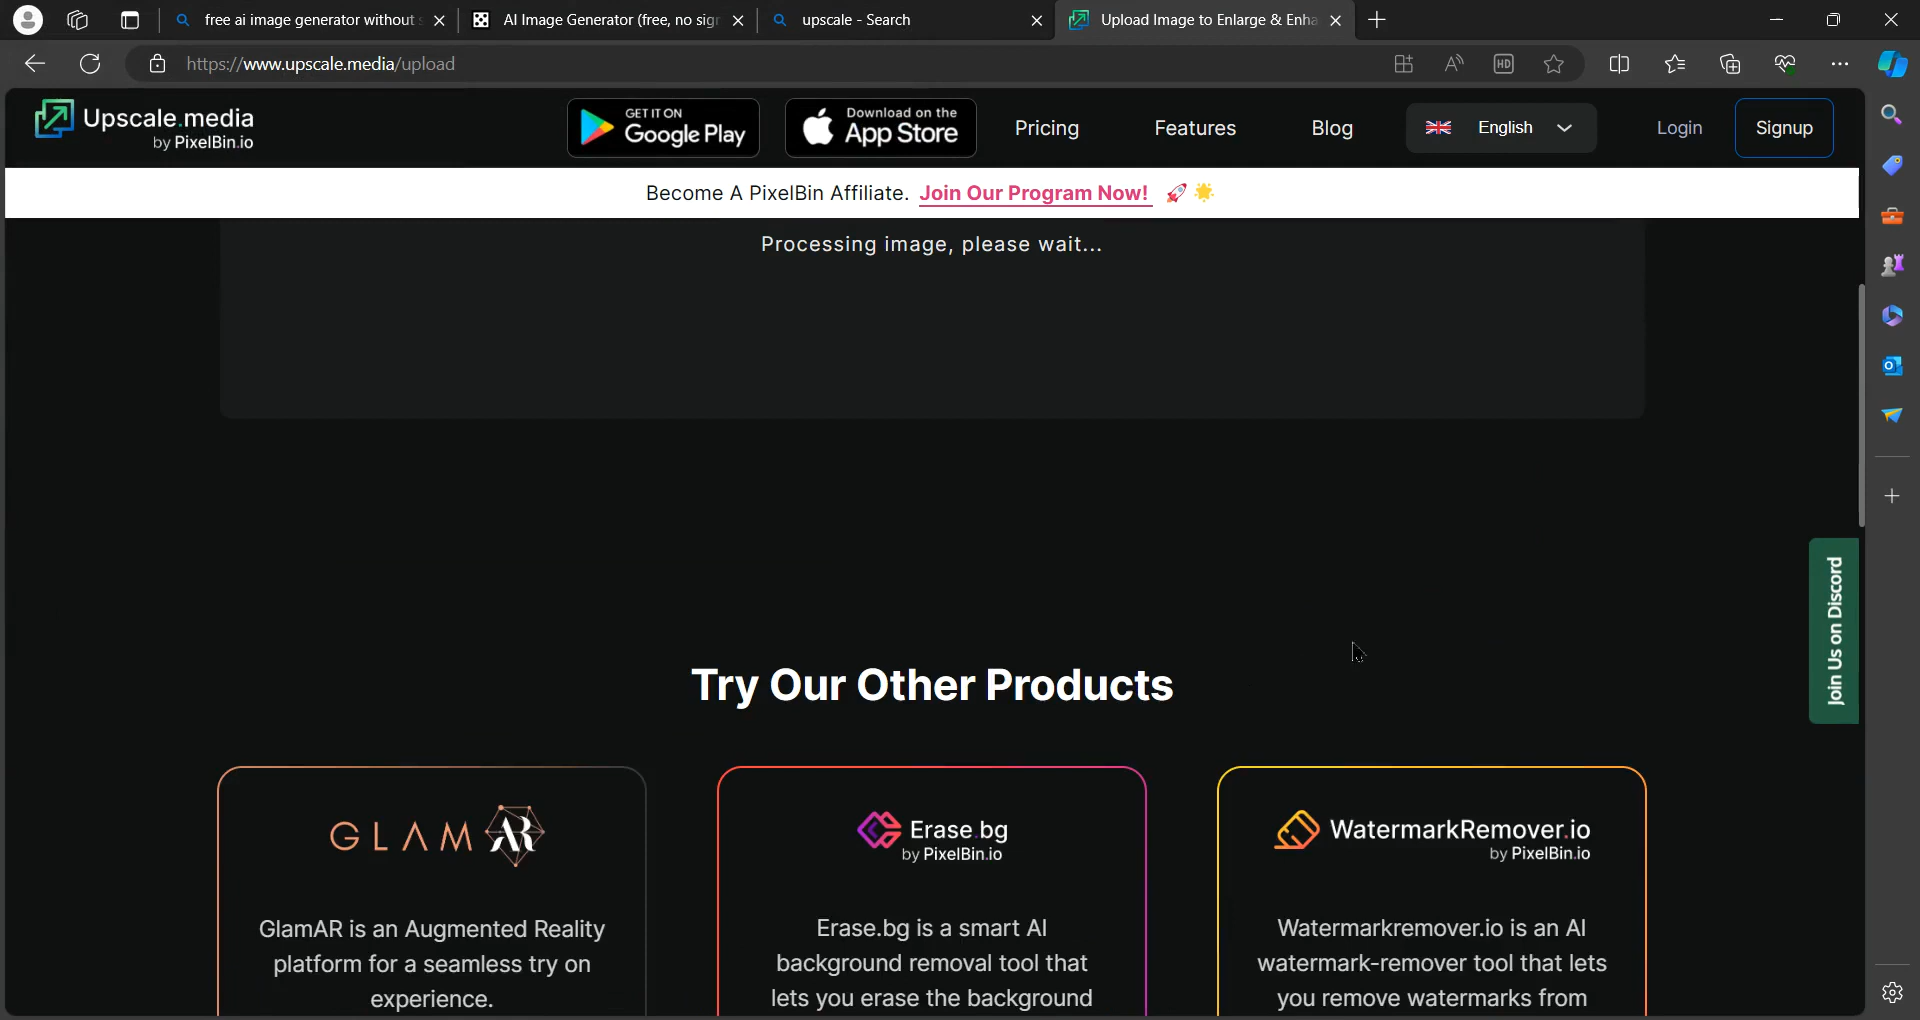 free ai image generator without
AI Image Generator (free, no sig
upscale - Search
Upload Image to Enlarge & Enha
https://www.upscale.media/upload
HD
Upscale.media
by PixelBin.io
GET IT ON
Google Play
Download on the
App Store
Pricing
Features
Blog
English
Login
Signup
Become A PixelBin Affiliate. Join Our Program Now! 🚀 🌟
Processing image, please wait...
Join Us on Discord
Try Our Other Products
GLAMAR
Erase.bg
by PixelBin.io
WatermarkRemover.io
by PixelBin.io
GlamAR is an Augmented Reality
platform for a seamless try on
experience.
Erase.bg is a smart AI
background removal tool that
lets you erase the background
Watermarkremover.io is an AI
watermark-remover tool that lets
you remove watermarks from